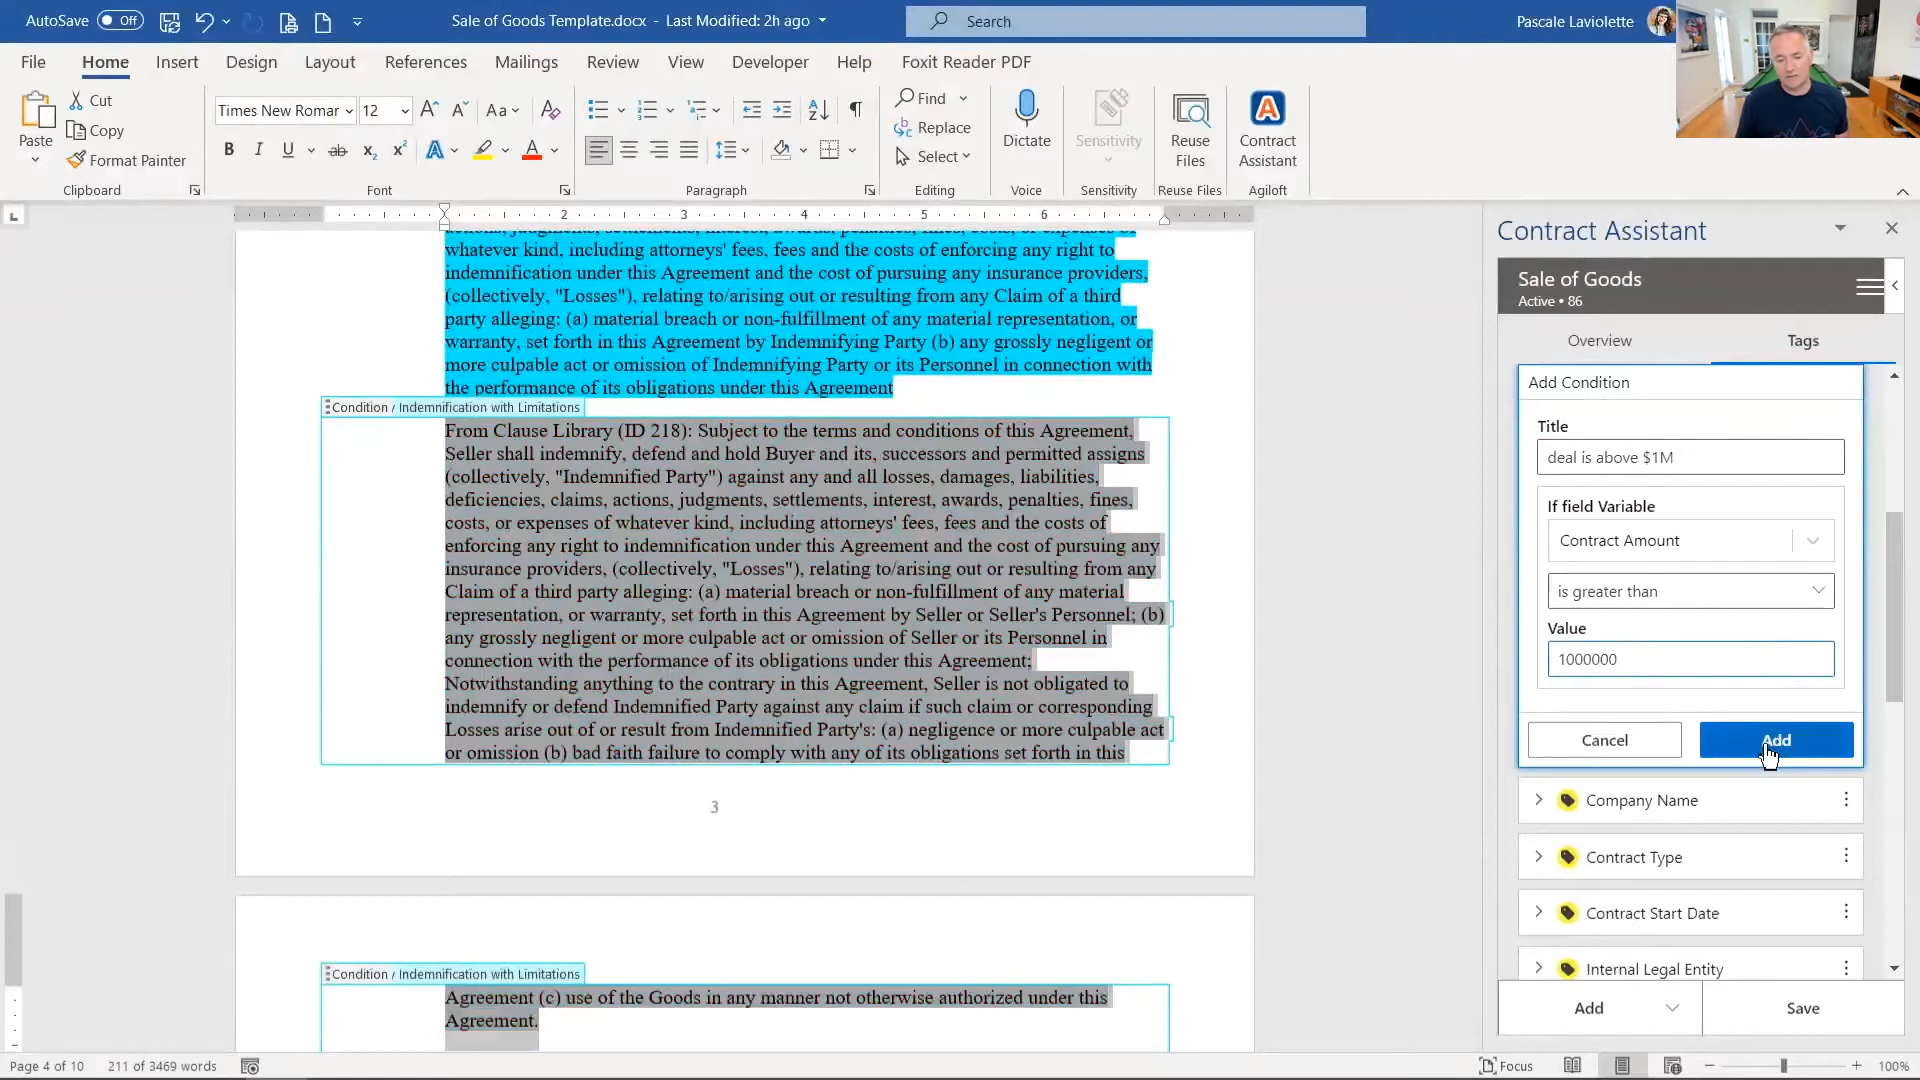 AutoSave Off
Sale of Goods Template.docx - Last Modified: 2h ago
Search
Pascale Laviolette
File Home Insert Design Layout References Mailings Review View Developer Help Foxit Reader PDF
Paste
Cut
Copy
Format Painter
Clipboard
Times New Romar 12
Font
Paragraph
Find
Replace
Select
Editing
Dictate
Voice
Sensitivity
Sensitivity
Reuse
Files
Reuse Files
Contract
Assistant
Agiloft
2 3 4 5 6
actions, judgments, settlements, interest, awards, penalties, fines, costs, or expenses of
whatever kind, including attorneys' fees, fees and the costs of enforcing any right to
indemnification under this Agreement and the cost of pursuing any insurance providers,
(collectively, "Losses"), relating to/arising out or resulting from any Claim of a third
party alleging: (a) material breach or non-fulfillment of any material representation, or
warranty, set forth in this Agreement by Indemnifying Party (b) any grossly negligent or
more culpable act or omission of Indemnifying Party or its Personnel in connection with
the performance of its obligations under this Agreement
Condition / Indemnification with Limitations
From Clause Library (ID 218): Subject to the terms and conditions of this Agreement,
Seller shall indemnify, defend and hold Buyer and its, successors and permitted assigns
(collectively, "Indemnified Party") against any and all losses, damages, liabilities,
deficiencies, claims, actions, judgments, settlements, interest, awards, penalties, fines,
costs, or expenses of whatever kind, including attorneys' fees, fees and the costs of
enforcing any right to indemnification under this Agreement and the cost of pursuing any
insurance providers, (collectively, "Losses"), relating to/arising out or resulting from any
Claim of a third party alleging: (a) material breach or non-fulfillment of any material
representation, or warranty, set forth in this Agreement by Seller or Seller's Personnel; (b)
any grossly negligent or more culpable act or omission of Seller or its Personnel in
connection with the performance of its obligations under this Agreement;
Notwithstanding anything to the contrary in this Agreement, Seller is not obligated to
indemnify or defend Indemnified Party against any claim if such claim or corresponding
Losses arise out of or result from Indemnified Party's: (a) negligence or more culpable act
or omission (b) bad faith failure to comply with any of its obligations set forth in this
3
Condition / Indemnification with Limitations
Agreement (c) use of the Goods in any manner not otherwise authorized under this
Agreement.
Contract Assistant
Sale of Goods
Active • 86
Overview Tags
Add Condition
Title
deal is above $1M
If field Variable
Contract Amount
is greater than
Value
1000000
Cancel Add
Company Name
Contract Type
Contract Start Date
Internal Legal Entity
Add Save
Page 4 of 10 211 of 3469 words Focus 100%